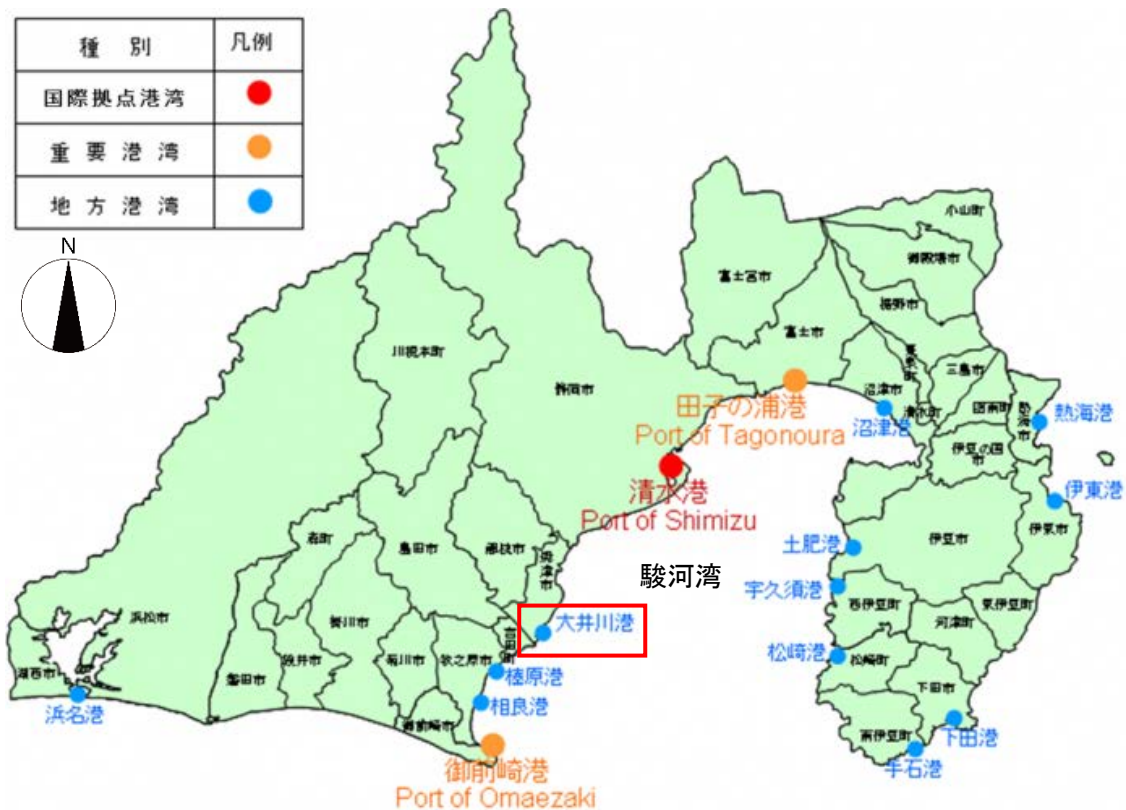 種別
凡例
国際拠点港湾
重要港湾
地方港湾
N
小山町
御殿場市
富士宮市
裾野市
富士市
川根本町
長泉町
三島市
静岡市
沼津市
清水町
函南町
熱海市
熱海港
田子の浦港
Port of Tagonoura
沼津港
伊豆の国市
清水港
Port of Shimizu
伊東港
伊東市
森町
島田市
藤枝市
焼津市
土肥港
伊豆市
駿河湾
宇久須港
西伊豆町
東伊豆町
河津町
浜松市
掛川市
吉田町
大井川港
松崎港
松崎町
湖西市
磐田市
袋井市
菊川市
牧之原市
榛原港
下田市
浜名港
相良港
御前崎市
南伊豆町
下田港
手石港
御前崎港
Port of Omaezaki